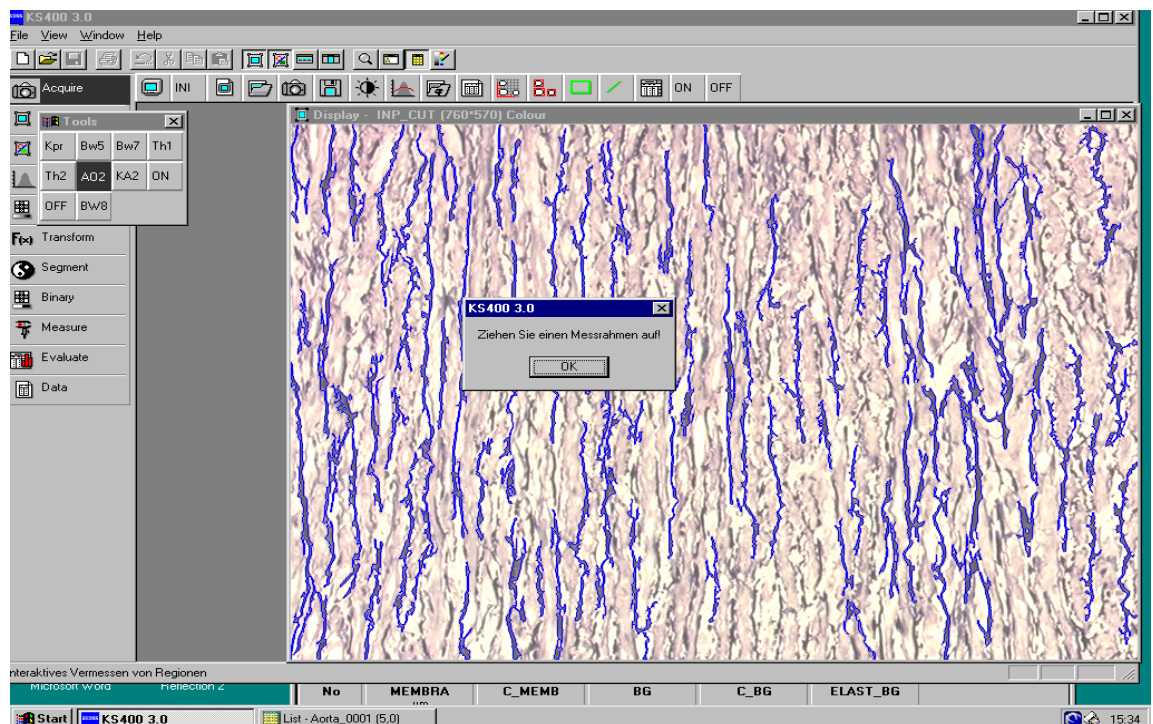 KS400 3.0
File View Window Help
Acquire
INI
ON OFF
Tools
Kpr Bw5 Bw7 Th1
Th2 AO2 KA2 ON
OFF BW8
F(x) Transform
Segment
Binary
Measure
Evaluate
Data
Display - INP_CUT (760*570) Colour
KS400 3.0
Ziehen Sie einen Messrahmen auf!
OK
nteraktives Vermessen von Regionen
Microsoft Word Reflection 2
No MEMBRA C_MEMB BG C_BG ELAST_BG
Start KS400 3.0 List - Aorta_0001 (5,0) 15:34